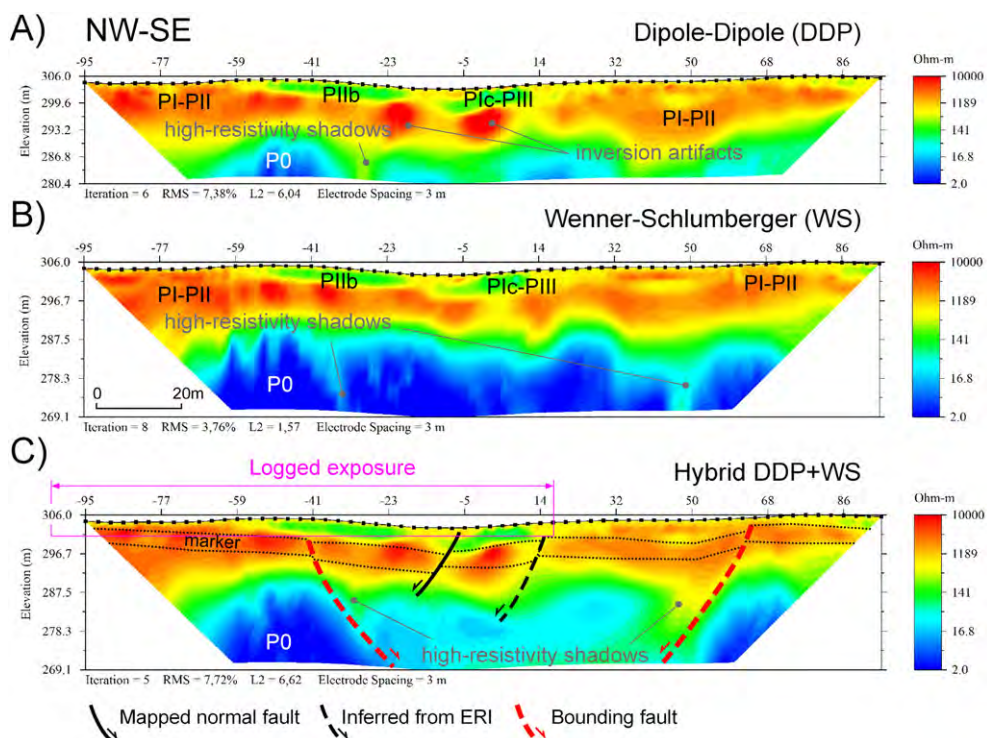 A) NW-SE Dipole-Dipole (DDP)
-95 -77 -59 -41 -23 -5 14 32 50 68 86 Ohm-m
306.0 10000
299.6 1189
293.2 141
286.8 16.8
280.4 2.0
Elevation (m)
PI-PII PIIb PIc-PIII PI-PII
high-resistivity shadows
inversion artifacts
P0
Iteration = 6 RMS = 7,38% L2 = 6,04 Electrode Spacing = 3 m
B) Wenner-Schlumberger (WS)
-95 -77 -59 -41 -23 -5 14 32 50 68 86 Ohm-m
306.0 10000
296.7 1189
287.5 141
278.3 16.8
269.1 2.0
Elevation (m)
PI-PII PIIb PIc-PIII PI-PII
high-resistivity shadows
P0
0 20m
Iteration = 8 RMS = 3,76% L2 = 1,57 Electrode Spacing = 3 m
C) Hybrid DDP+WS
Logged exposure
-95 -77 -59 -41 -23 -5 14 32 50 68 86 Ohm-m
306.0 10000
296.7 1189
287.5 141
278.3 16.8
269.1 2.0
Elevation (m)
marker
P0
high-resistivity shadows
Iteration = 5 RMS = 7,72% L2 = 6,62 Electrode Spacing = 3 m
Mapped normal fault Inferred from ERI Bounding fault